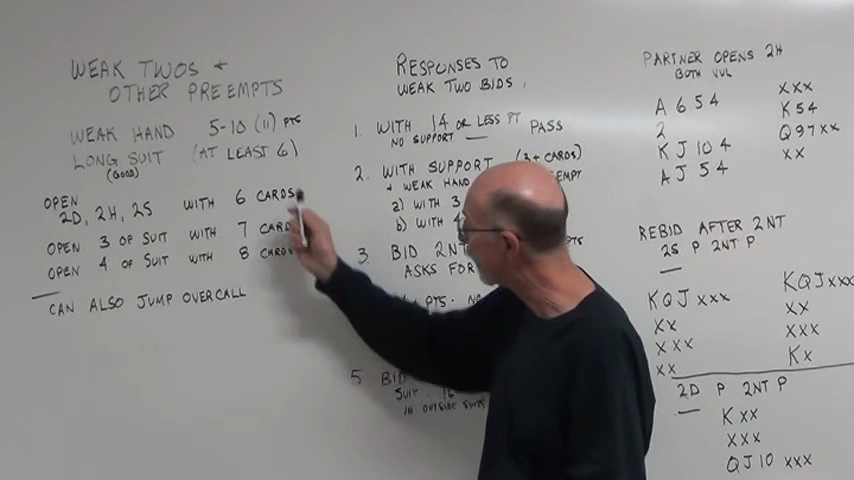 WEAK TWOS +
OTHER PREEMPTS
WEAK HAND 5-10 (11) PTS
LONG SUIT (AT LEAST 6)
(GOOD)
OPEN
2D, 2H, 2S WITH 6 CARDS
OPEN 3 OF SUIT WITH 7 CARDS
OPEN 4 OF SUIT WITH 8 CARDS
CAN ALSO JUMP OVERCALL
RESPONSES TO
WEAK TWO BIDS
1. WITH 14 OR LESS PT PASS
NO SUPPORT
2. WITH SUPPORT (3+ CARDS)
+ WEAK HAND
a) WITH 3
b) WITH
3. BID 2NT PTS
ASKS FOR
PTS.
5. BID
SUIT. 16
IN OUTSIDE SUITS
PARTNER OPENS 2H
BOTH VUL
A 6 5 4
2
K J 10 4
A J 5 4
XXX
K 5 4
Q 9 7 X X
X X
REBID AFTER 2NT
2S P 2NT P
K Q J X X X
X X
X X X
X X
K Q J X X X
X X
X X X
K X
2D P 2NT P
K X X
X X X
Q J 10 X X X